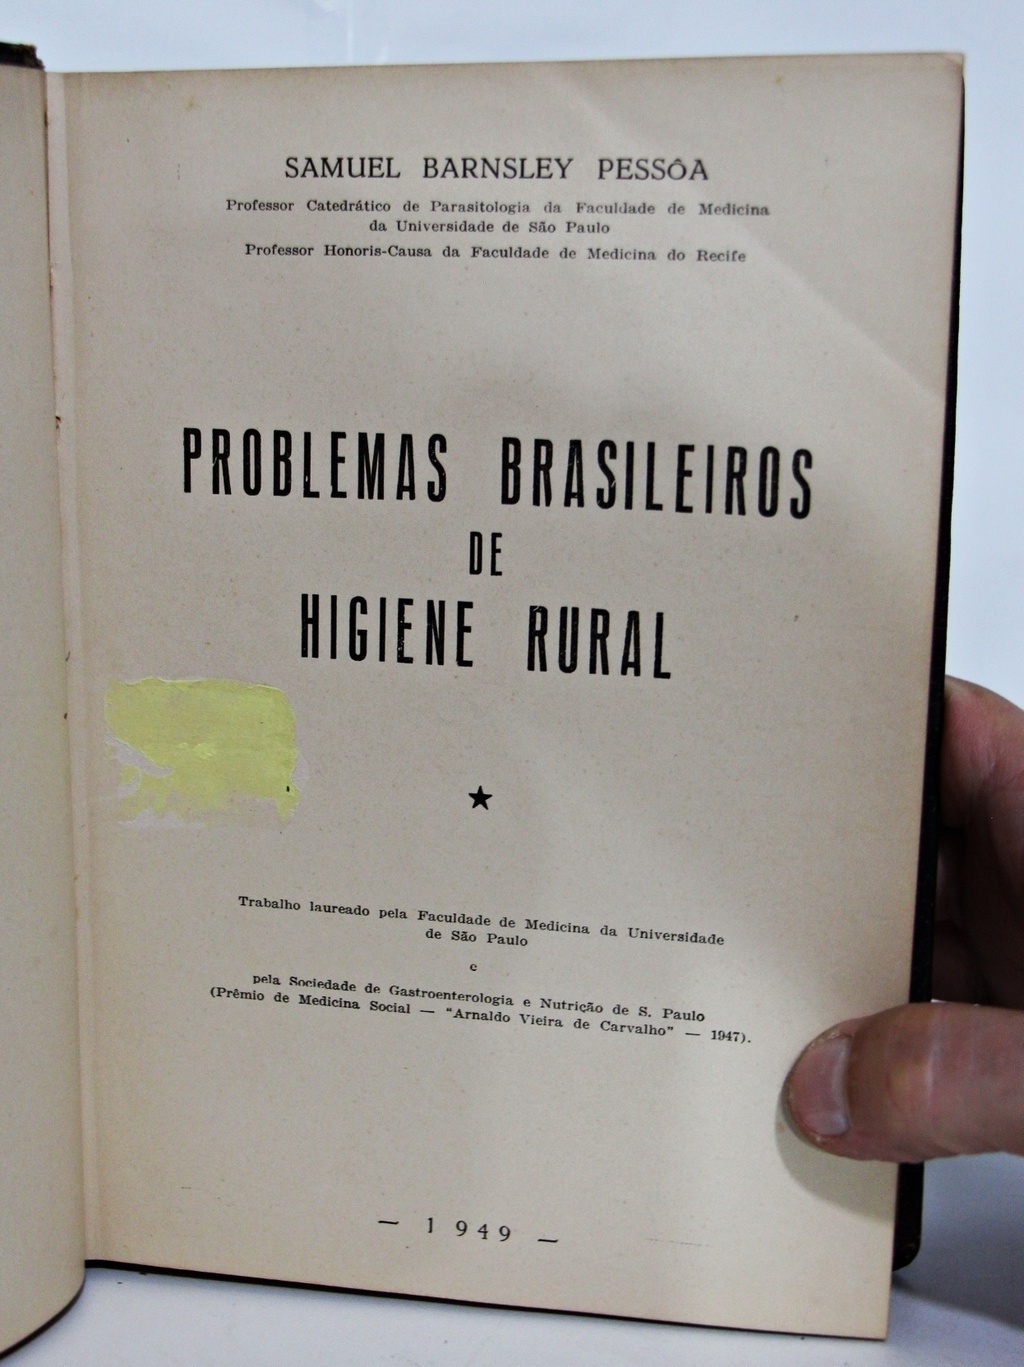 SAMUEL BARNSLEY PESSÔA
Professor Catedrático de Parasitologia da Faculdade de Medicina
da Universidade de São Paulo
Professor Honoris-Causa da Faculdade de Medicina do Recife
PROBLEMAS BRASILEIROS
DE
HIGIENE RURAL
★
Trabalho laureado pela Faculdade de Medicina da Universidade
de São Paulo
e
pela Sociedade de Gastroenterologia e Nutrição de S. Paulo
(Prêmio de Medicina Social — "Arnaldo Vieira de Carvalho" — 1947).
— 1949 —